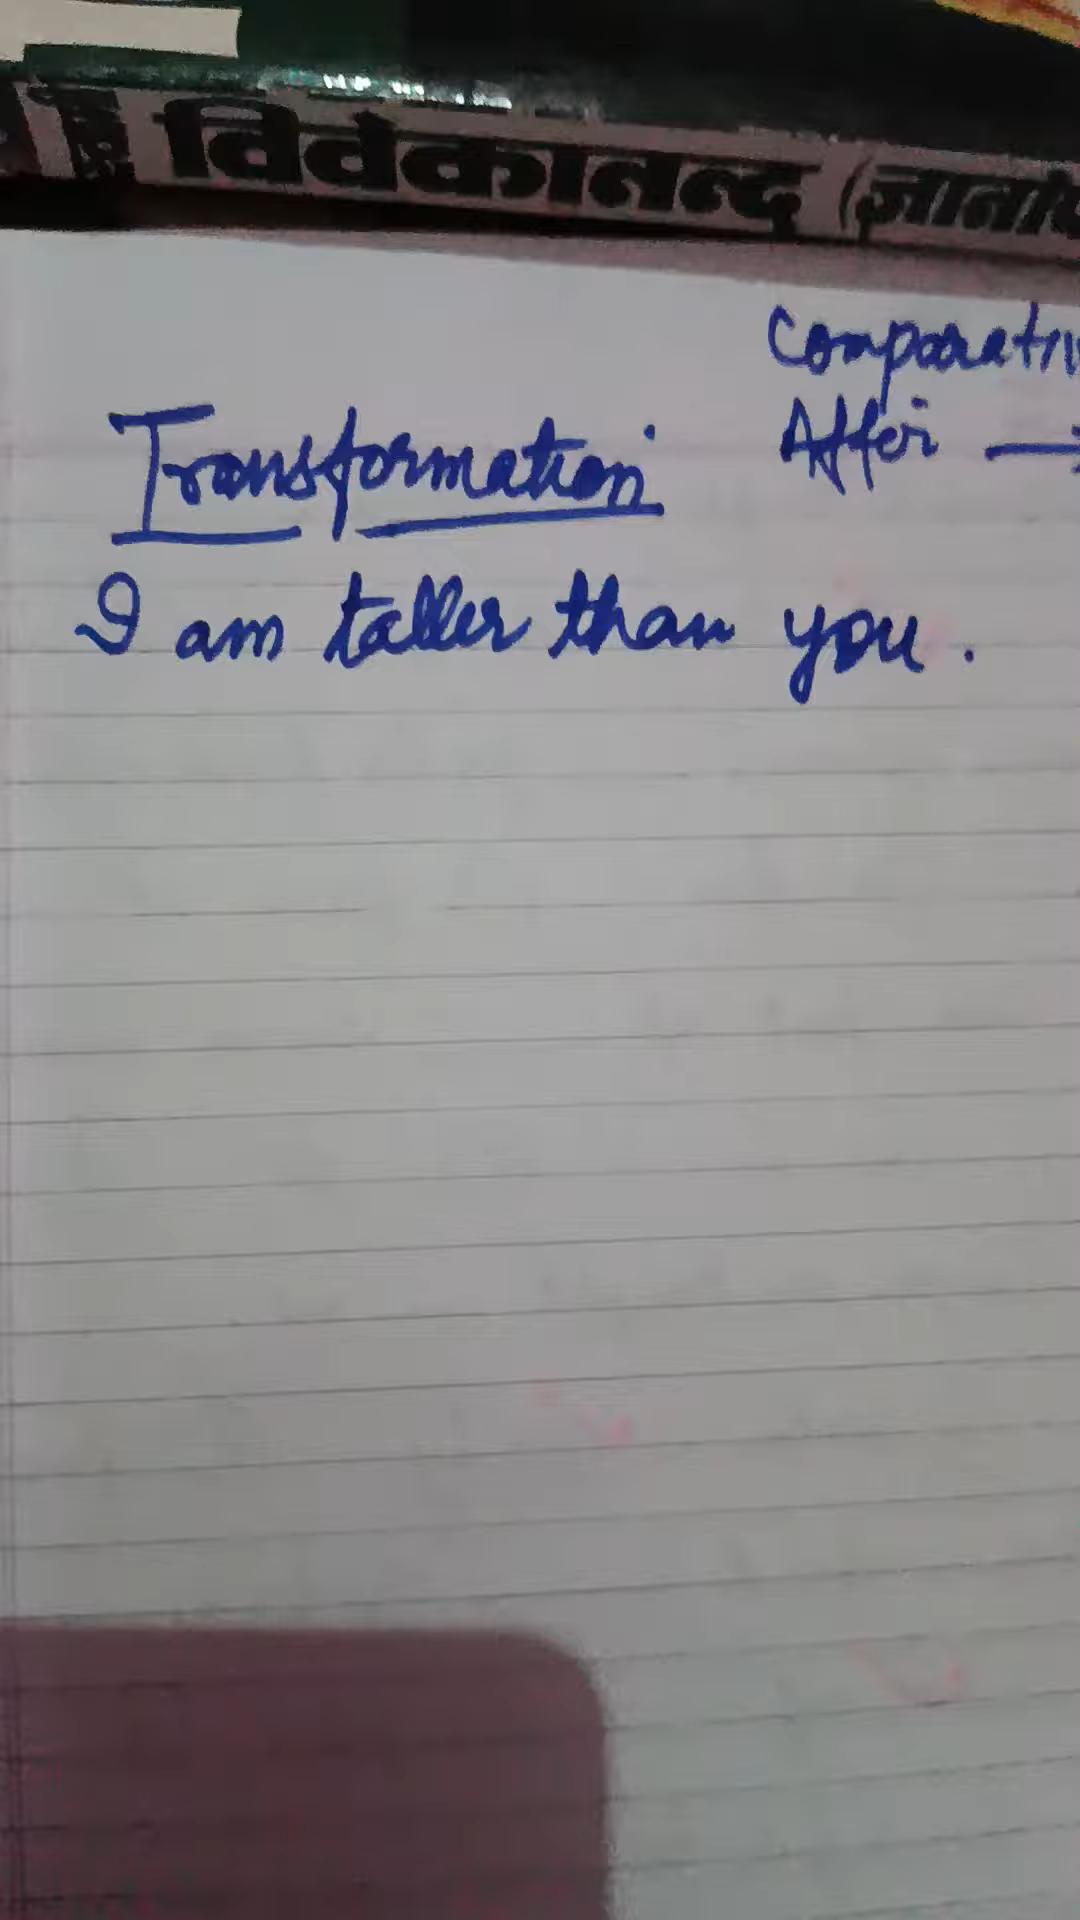 विवेकानन्द (ज्ञानो
Comparativ
Affir →
Transformation
I am taller than you.